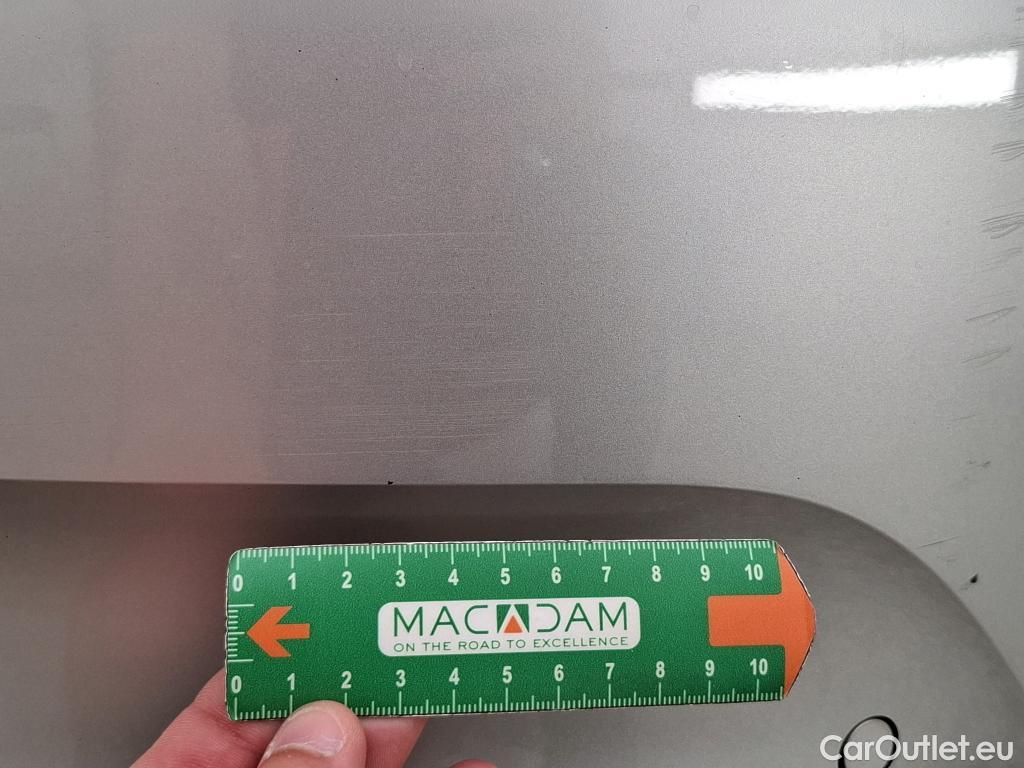 0 1 2 3 4 5 6 7 8 9 10
MACADAM
ON THE ROAD TO EXCELLENCE
0 1 2 3 4 5 6 7 8 9 10
CarOutlet.eu